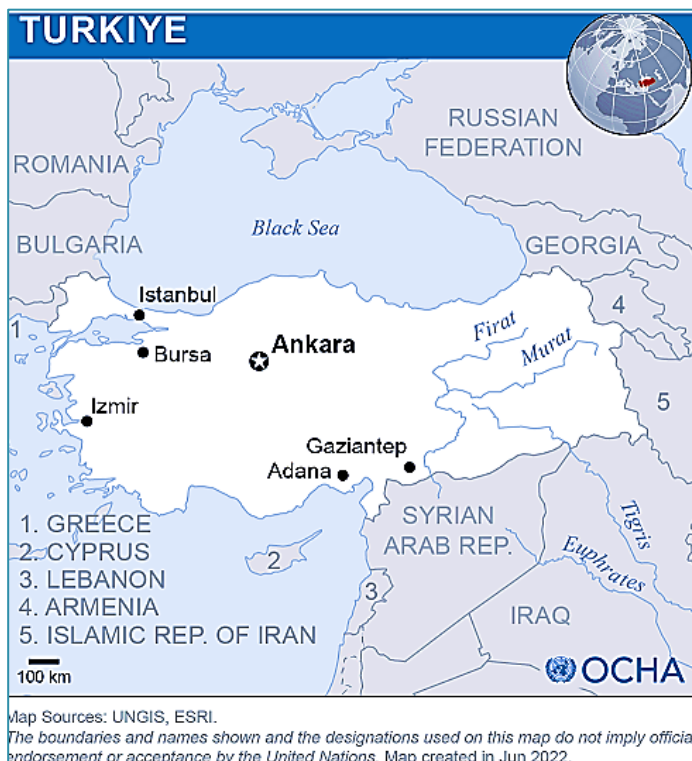 TURKIYE
RUSSIAN
FEDERATION
ROMANIA
Black Sea
BULGARIA
GEORGIA
Istanbul
4
Firat
1
Ankara
Murat
Bursa
5
Izmir
Gaziantep
Adana
SYRIAN
ARAB REP.
Tigris
Euphrates
1. GREECE
2. CYPRUS
3. LEBANON
4. ARMENIA
5. ISLAMIC REP. OF IRAN
2
3
IRAQ
100 km
OCHA
Map Sources: UNGIS, ESRI.
The boundaries and names shown and the designations used on this map do not imply officia
endorsement or acceptance by the United Nations. Map created in Jun 2022.